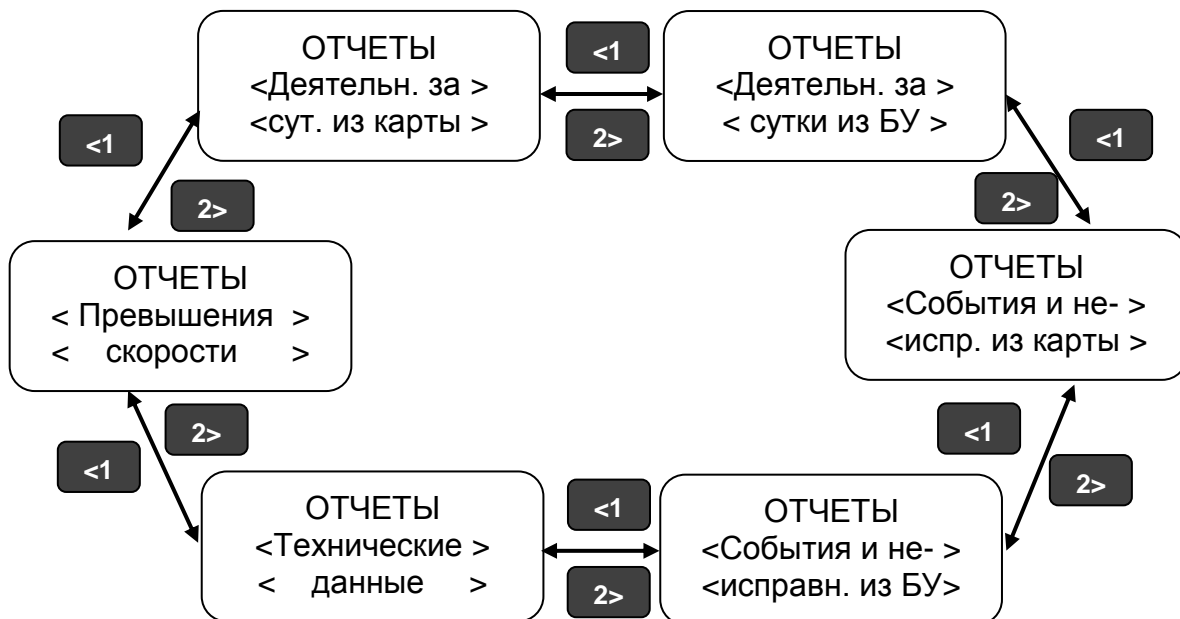 ОТЧЕТЫ
<Деятельн. за >
<сут. из карты >
<1
2>
ОТЧЕТЫ
<Деятельн. за >
< сутки из БУ >
<1
2>
<1
2>
ОТЧЕТЫ
< Превышения >
< скорости >
ОТЧЕТЫ
<События и не- >
<испр. из карты >
2>
<1
<1
2>
ОТЧЕТЫ
<Технические >
< данные >
<1
2>
ОТЧЕТЫ
<События и не- >
<исправн. из БУ>